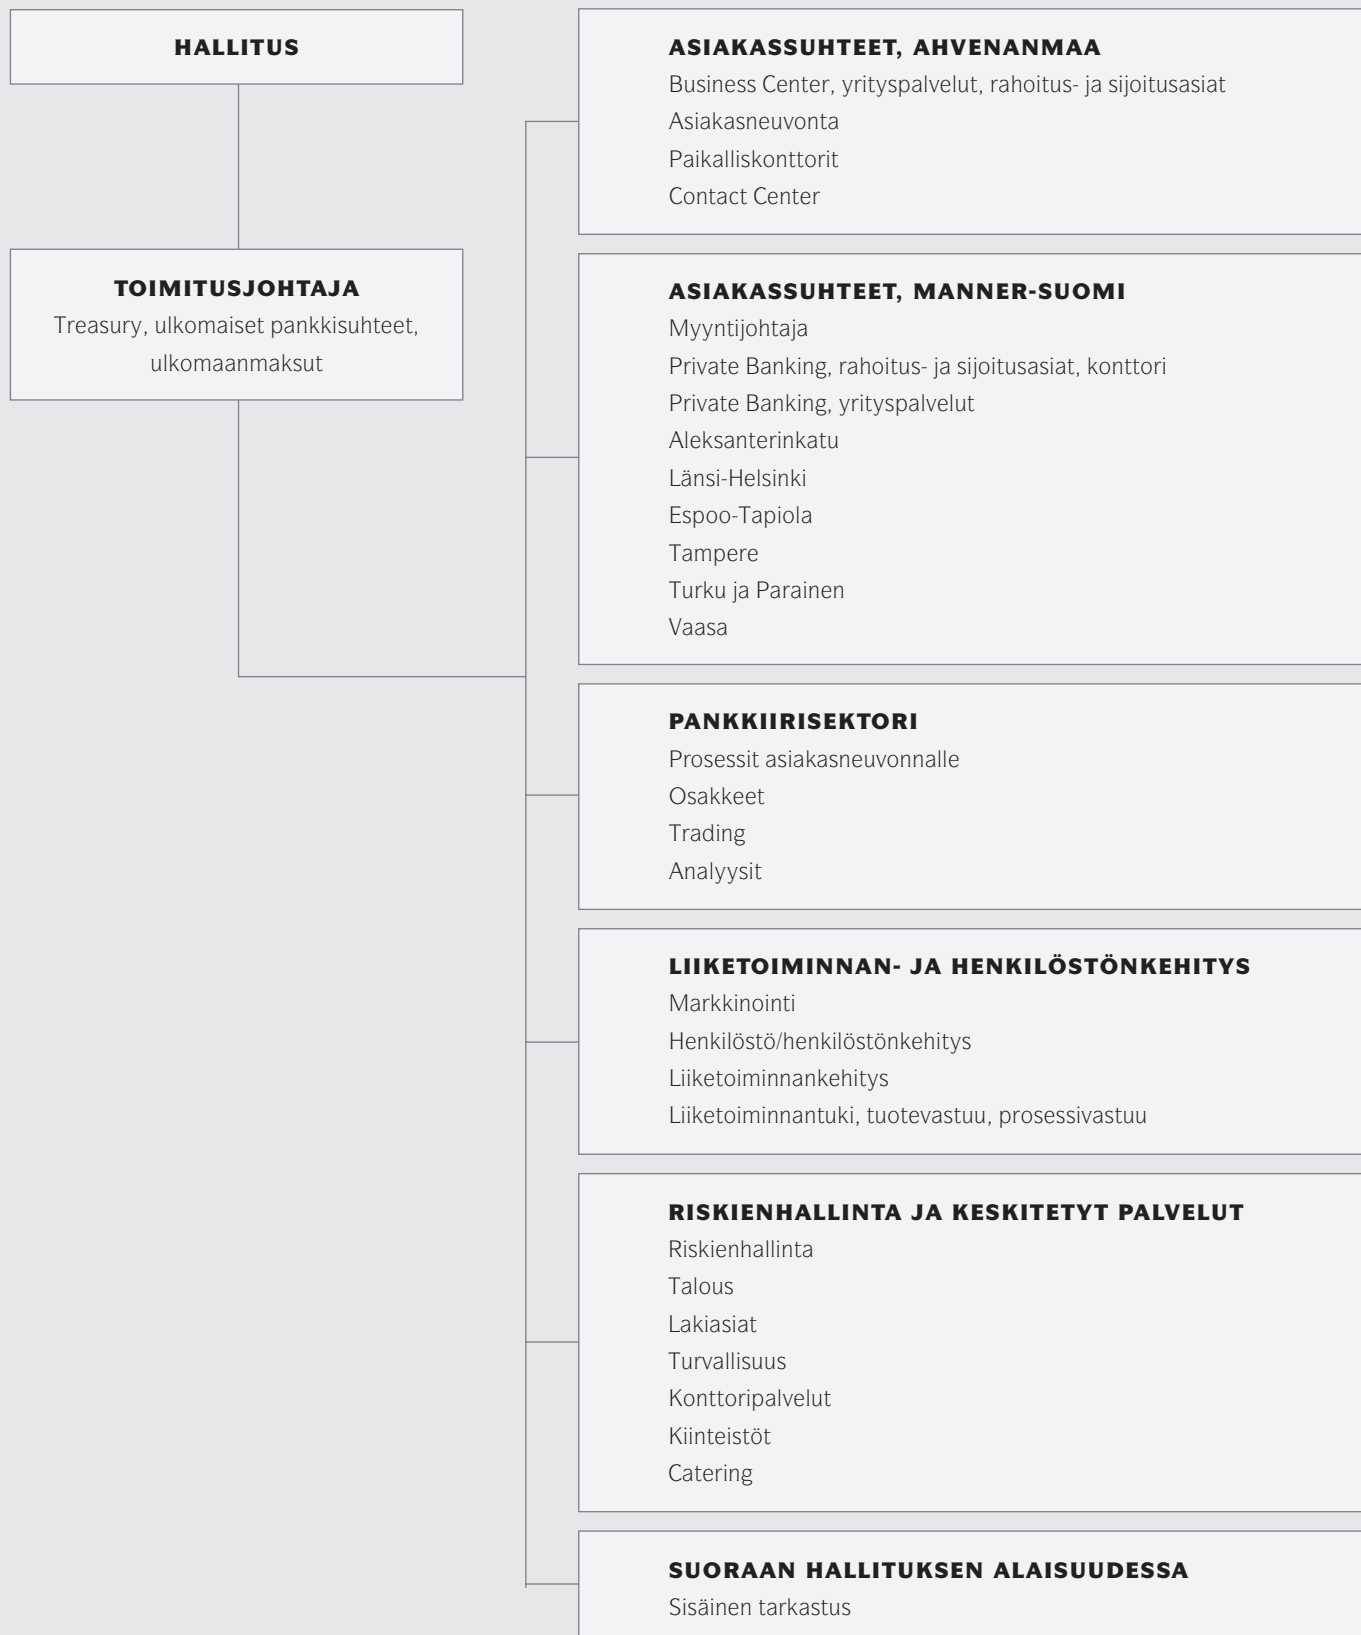 HALLITUS
TOIMITUSJOHTAJA
Treasury, ulkomaiset pankkisuhteet,
ulkomaanmaksut
ASIAKASSUHTEET, AHVENANMAA
Business Center, yrityspalvelut, rahoitus- ja sijoitusasiat
Asiakasneuvonta
Paikalliskonttorit
Contact Center
ASIAKASSUHTEET, MANNER-SUOMI
Myyntijohtaja
Private Banking, rahoitus- ja sijoitusasiat, konttori
Private Banking, yrityspalvelut
Aleksanterinkatu
Länsi-Helsinki
Espoo-Tapiola
Tampere
Turku ja Parainen
Vaasa
PANKKIIRISEKTORI
Prosessit asiakasneuvonnalle
Osakkeet
Trading
Analyysit
LIIKETOIMINNAN- JA HENKILÖSTÖNKEHITYS
Markkinointi
Henkilöstö/henkilöstönkehitys
Liiketoiminnankehitys
Liiketoiminnantuki, tuotevastuu, prosessivastuu
RISKIENHALLINTA JA KESKITETYT PALVELUT
Riskienhallinta
Talous
Lakiasiat
Turvallisuus
Konttoripalvelut
Kiinteistöt
Catering
SUORAAN HALLITUKSEN ALAISUUDESSA
Sisäinen tarkastus